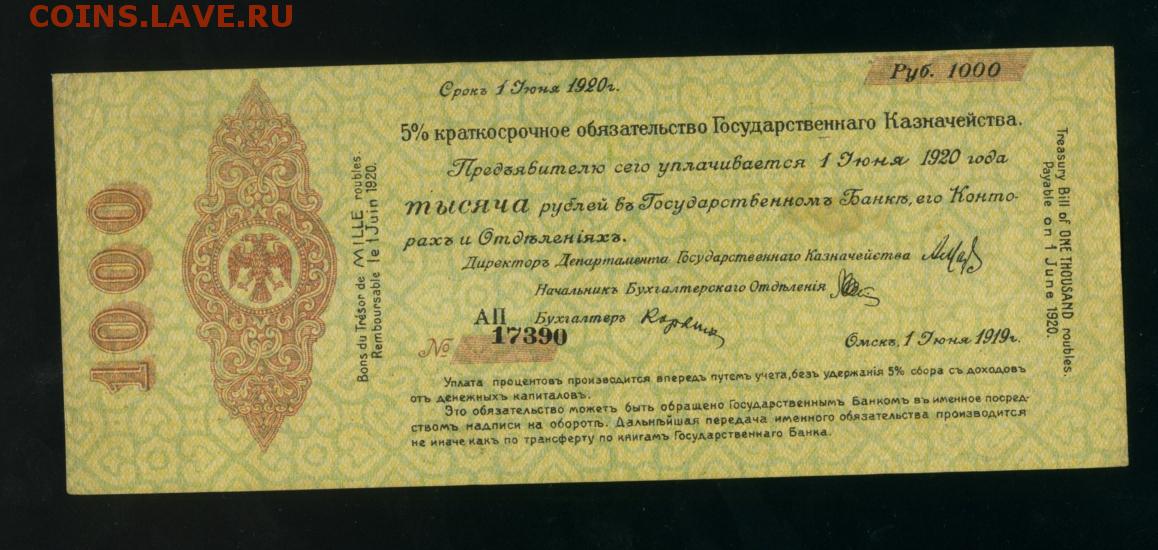 COINS.LAVE.RU
Руб. 1000
Срокъ 1 Июня 1920 г.
5% краткосрочное обязательство Государственнаго Казначейства.
Предъявителю сего уплачивается 1 Июня 1920 года
тысяча рублей въ Государственномъ Банкѣ, его Конто-
рахъ и Отдѣленіяхъ.
Директоръ Департамента Государственнаго Казначейства
Начальникъ Бухгалтерскаго Отдѣленія
Бухгалтеръ
АП
№ 17390
Омскъ, 1 Июня 1919 г.
Уплата процентовъ производится впередъ путемъ учета, безъ удержанія 5% сбора съ доходовъ
отъ денежныхъ капиталовъ.
Это обязательство можетъ быть обращено Государственнымъ Банкомъ въ именное посред-
ствомъ надписи на оборотѣ. Дальнѣйшая передача именного обязательства производится
не иначе какъ по трансферту по книгамъ Государственнаго Банка.
1000
Bons du Trésor de MILLE roubles
Remboursable le 1 Juin 1920.
Treasury Bill of ONE THOUSAND roubles.
Payable on 1 June 1920.